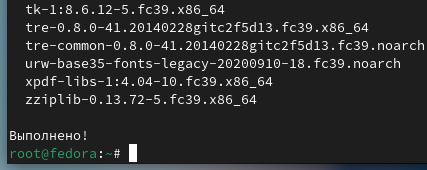 tk-1:8.6.12-5.fc39.x86_64
tre-0.8.0-41.20140228gitc2f5d13.fc39.x86_64
tre-common-0.8.0-41.20140228gitc2f5d13.fc39.noarch
urw-base35-fonts-legacy-20200910-18.fc39.noarch
xpdf-libs-1:4.04-10.fc39.x86_64
zziplib-0.13.72-5.fc39.x86_64
Выполнено!
root@fedora:~#